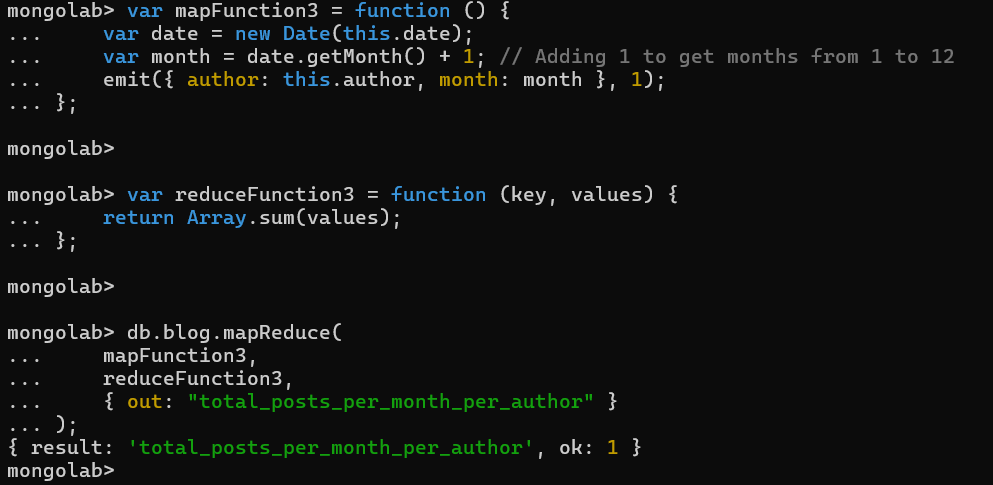 mongolab> var mapFunction3 = function () {
...     var date = new Date(this.date);
...     var month = date.getMonth() + 1; // Adding 1 to get months from 1 to 12
...     emit({ author: this.author, month: month }, 1);
... };
mongolab>
mongolab> var reduceFunction3 = function (key, values) {
...     return Array.sum(values);
... };
mongolab>
mongolab> db.blog.mapReduce(
...     mapFunction3,
...     reduceFunction3,
...     { out: "total_posts_per_month_per_author" }
... );
{ result: 'total_posts_per_month_per_author', ok: 1 }
mongolab>